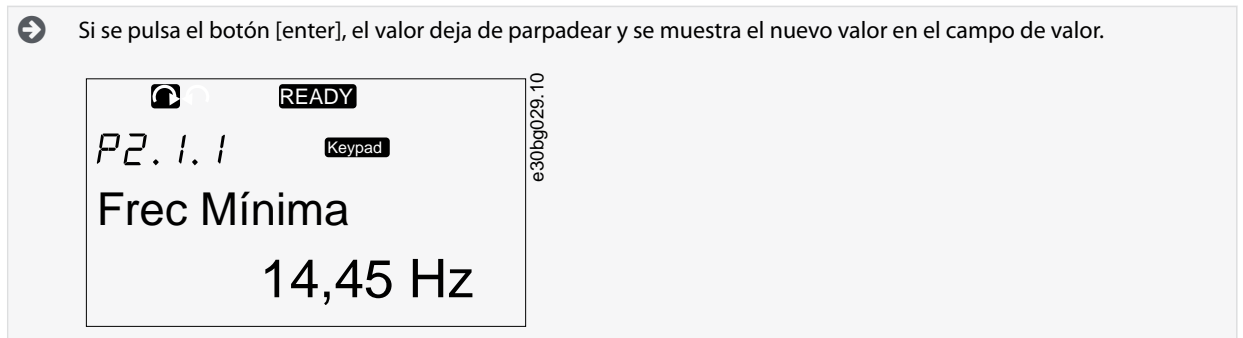 Si se pulsa el botón [enter], el valor deja de parpadear y se muestra el nuevo valor en el campo de valor.
READY
P2.1.1
Keypad
Frec Mínima
14,45 Hz
e30bg029.10